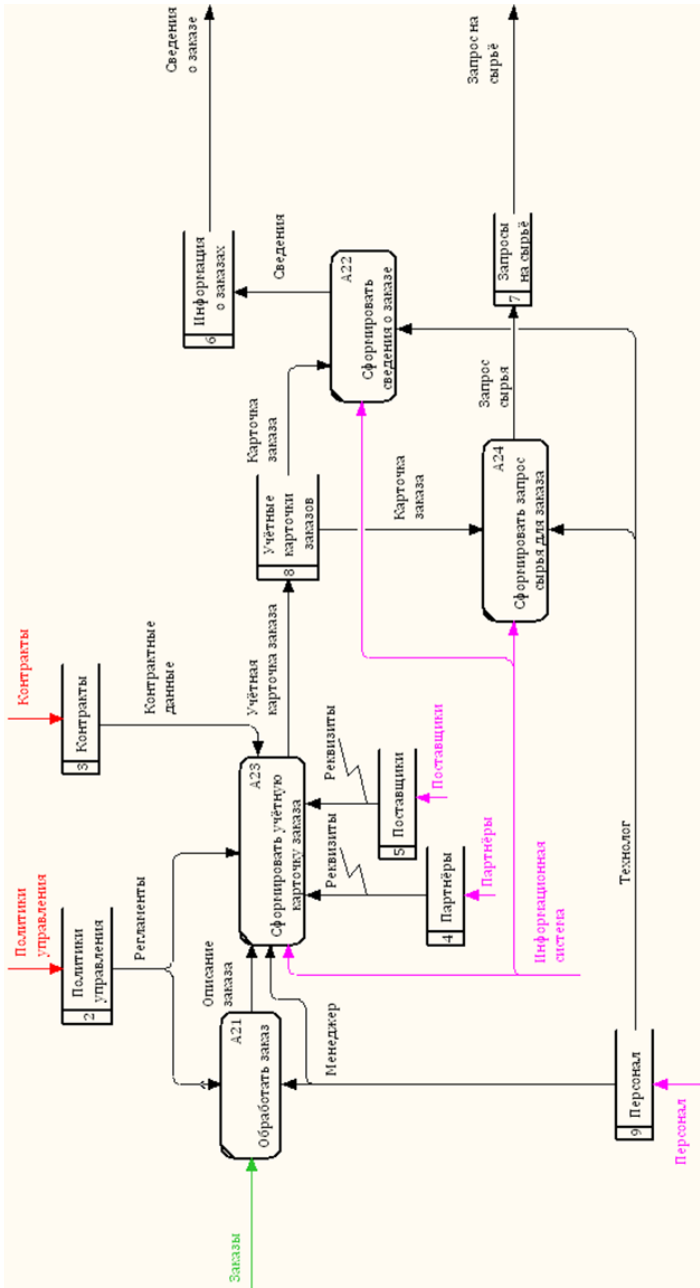 Политики
управления
Контракты
2
Политики
управления
3
Контракты
Регламенты
Контрактные
данные
Заказы
A21
Обработать заказ
Описание
заказа
A23
Сформировать учётную
карточку заказа
Учётная
карточка заказа
8
Учётные
карточки
заказов
Карточка
заказа
6
Информация
о заказах
Сведения
о заказе
Сведения
A22
Сформировать
сведения о заказе
Менеджер
Реквизиты
Реквизиты
4
Партнёры
Партнёры
5
Поставщики
Поставщики
Карточка
заказа
A24
Сформировать запрос
сырья для заказа
Запрос
сырья
7
Запросы
на сырьё
Запрос на
сырьё
Информационная
система
Технолог
9
Персонал
Персонал